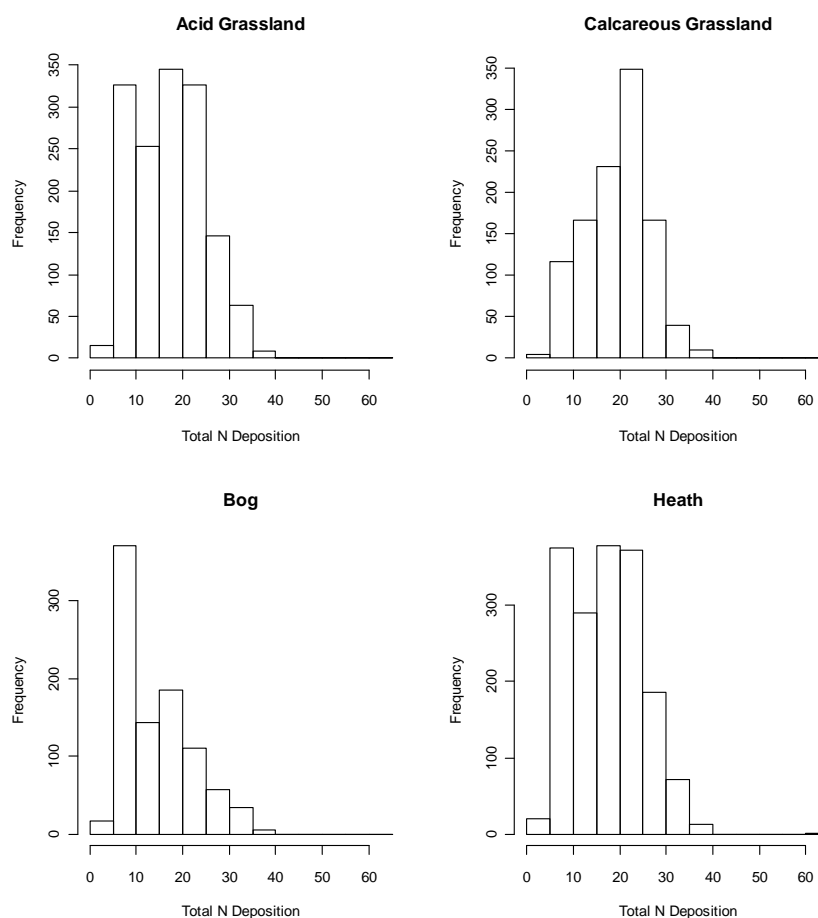 Acid Grassland
Frequency
0 50 100 150 200 250 300 350
0 10 20 30 40 50 60
Total N Deposition
Calcareous Grassland
Frequency
0 50 100 150 200 250 300 350
0 10 20 30 40 50 60
Total N Deposition
Bog
Frequency
0 100 200 300
0 10 20 30 40 50 60
Total N Deposition
Heath
Frequency
0 100 200 300
0 10 20 30 40 50 60
Total N Deposition